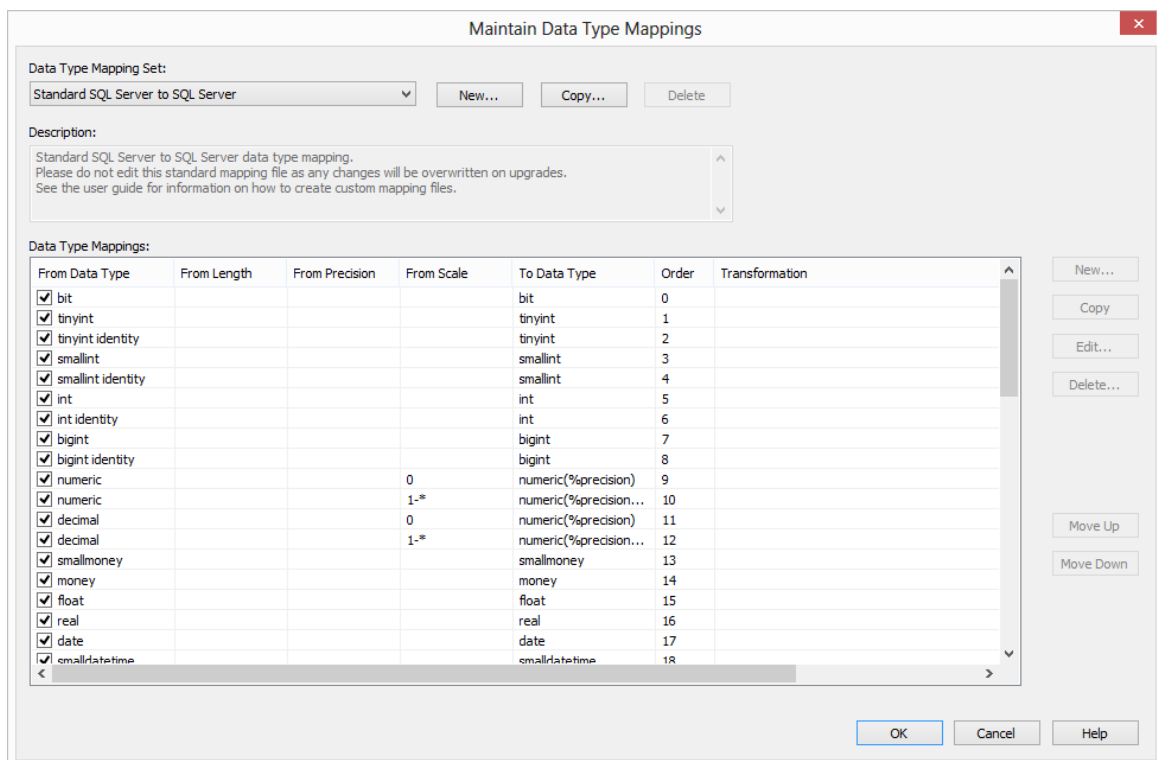 Maintain Data Type Mappings
Data Type Mapping Set:
Standard SQL Server to SQL Server New... Copy... Delete
Description:
Standard SQL Server to SQL Server data type mapping.
Please do not edit this standard mapping file as any changes will be overwritten on upgrades.
See the user guide for information on how to create custom mapping files.
Data Type Mappings:
From Data Type From Length From Precision From Scale To Data Type Order Transformation New...
bit bit 0
tinyint tinyint 1 Copy
tinyint identity tinyint 2
smallint smallint 3 Edit...
smallint identity smallint 4 Delete...
int int 5
int identity int 6
bigint bigint 7
bigint identity bigint 8
numeric 0 numeric(%precision) 9
numeric 1-* numeric(%precision... 10
decimal 0 numeric(%precision) 11 Move Up
decimal 1-* numeric(%precision... 12
smallmoney smallmoney 13 Move Down
money money 14
float float 15
real real 16
date date 17
smalldatetime smalldatetime 18
OK Cancel Help